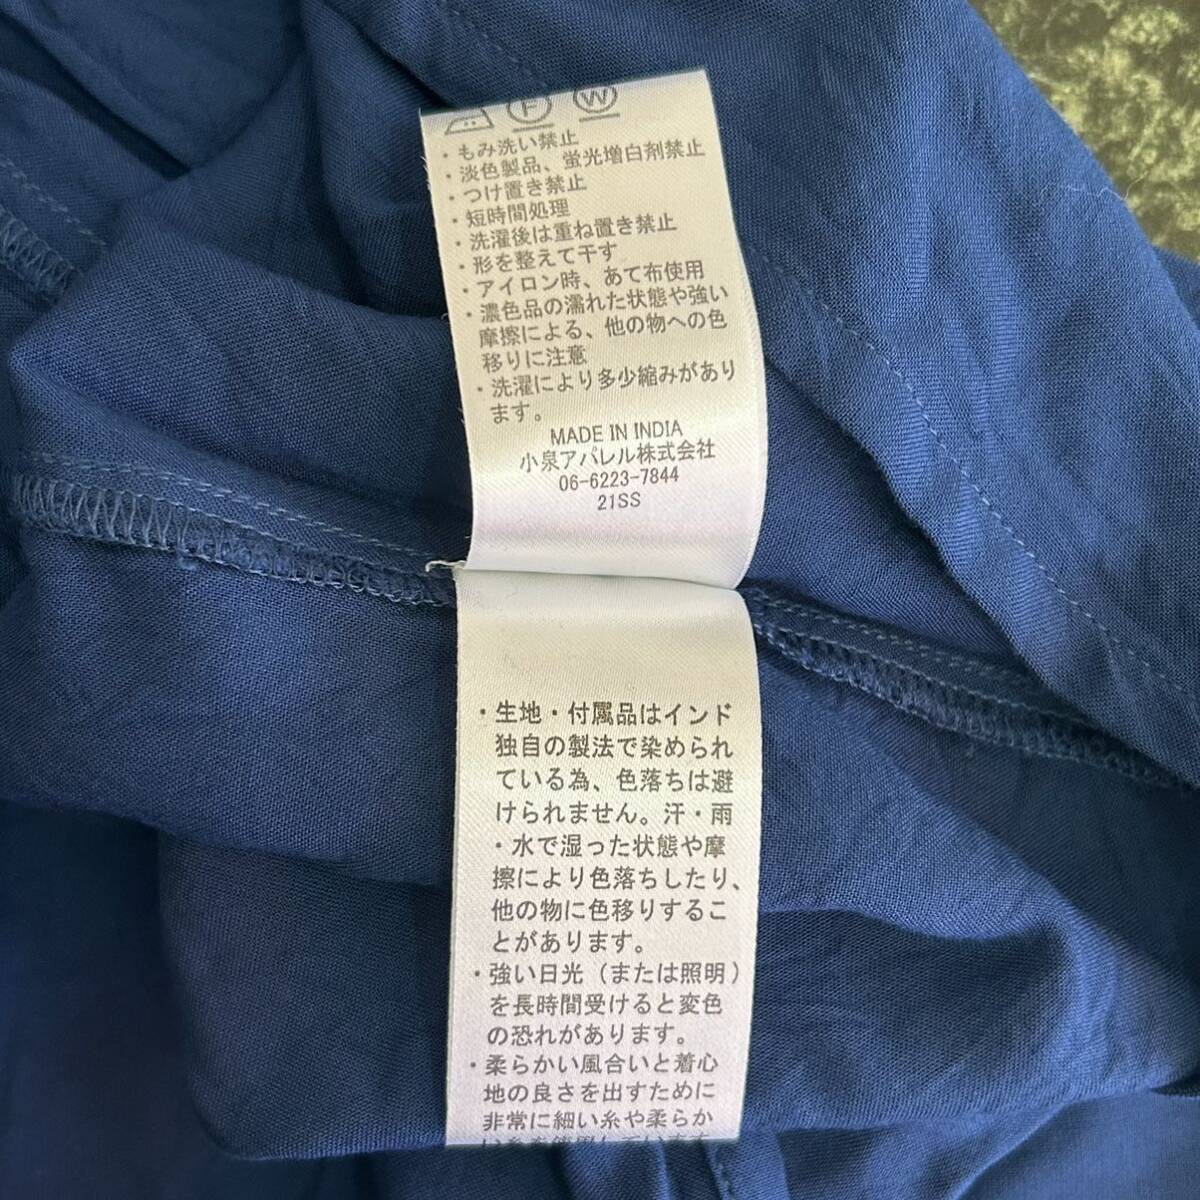 F W
・もみ洗い禁止
・淡色製品、蛍光増白剤禁止
・つけ置き禁止
・短時間処理
・洗濯後は重ね置き禁止
・形を整えて干す
・アイロン時、あて布使用
・濃色品の濡れた状態や強い
摩擦による、他の物への色
移りに注意
・洗濯により多少縮みがあり
ます。
MADE IN INDIA
小泉アパレル株式会社
06-6223-7844
21SS
・生地・付属品はインド
独自の製法で染められ
ている為、色落ちは避
けられません。汗・雨
・水で湿った状態や摩
擦により色落ちしたり、
他の物に色移りするこ
とがあります。
・強い日光（または照明）
を長時間受けると変色
の恐れがあります。
・柔らかい風合いと着心
地の良さを出すために
非常に細い糸や柔らか
い糸を使用しています